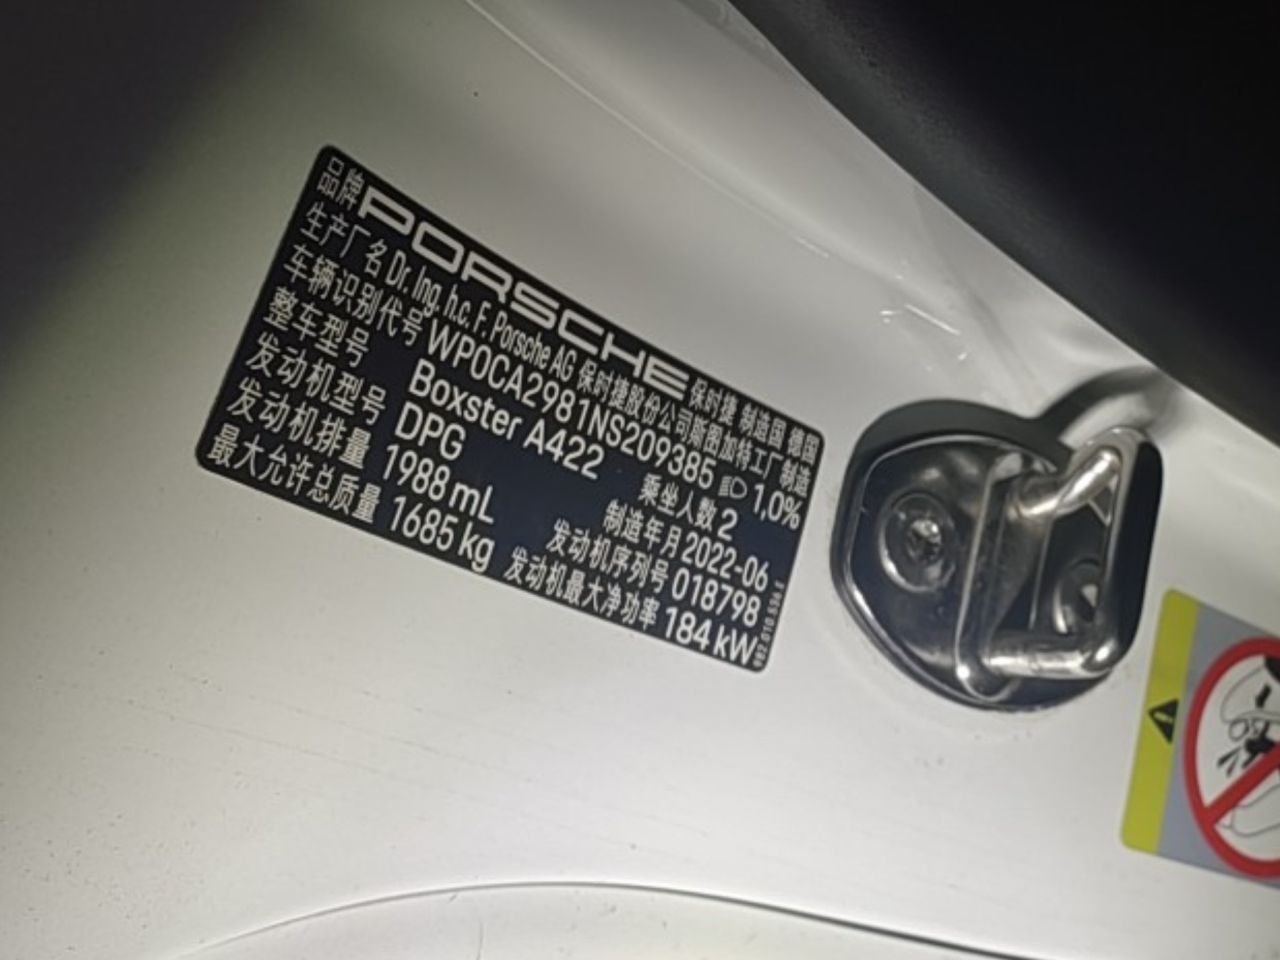 品牌 PORSCHE 保时捷 制造国 德国
生产厂名 Dr. Ing. h.c. F. Porsche AG 保时捷股份公司斯图加特工厂制造
车辆识别代号 WP0CA2981NS209385 1,0%
整车型号 Boxster A422 乘坐人数 2
发动机型号 DPG 制造年月 2022-06
发动机排量 1988 mL 发动机序列号 018798
最大允许总质量 1685 kg 发动机最大净功率 184 kW
982.010.536.E